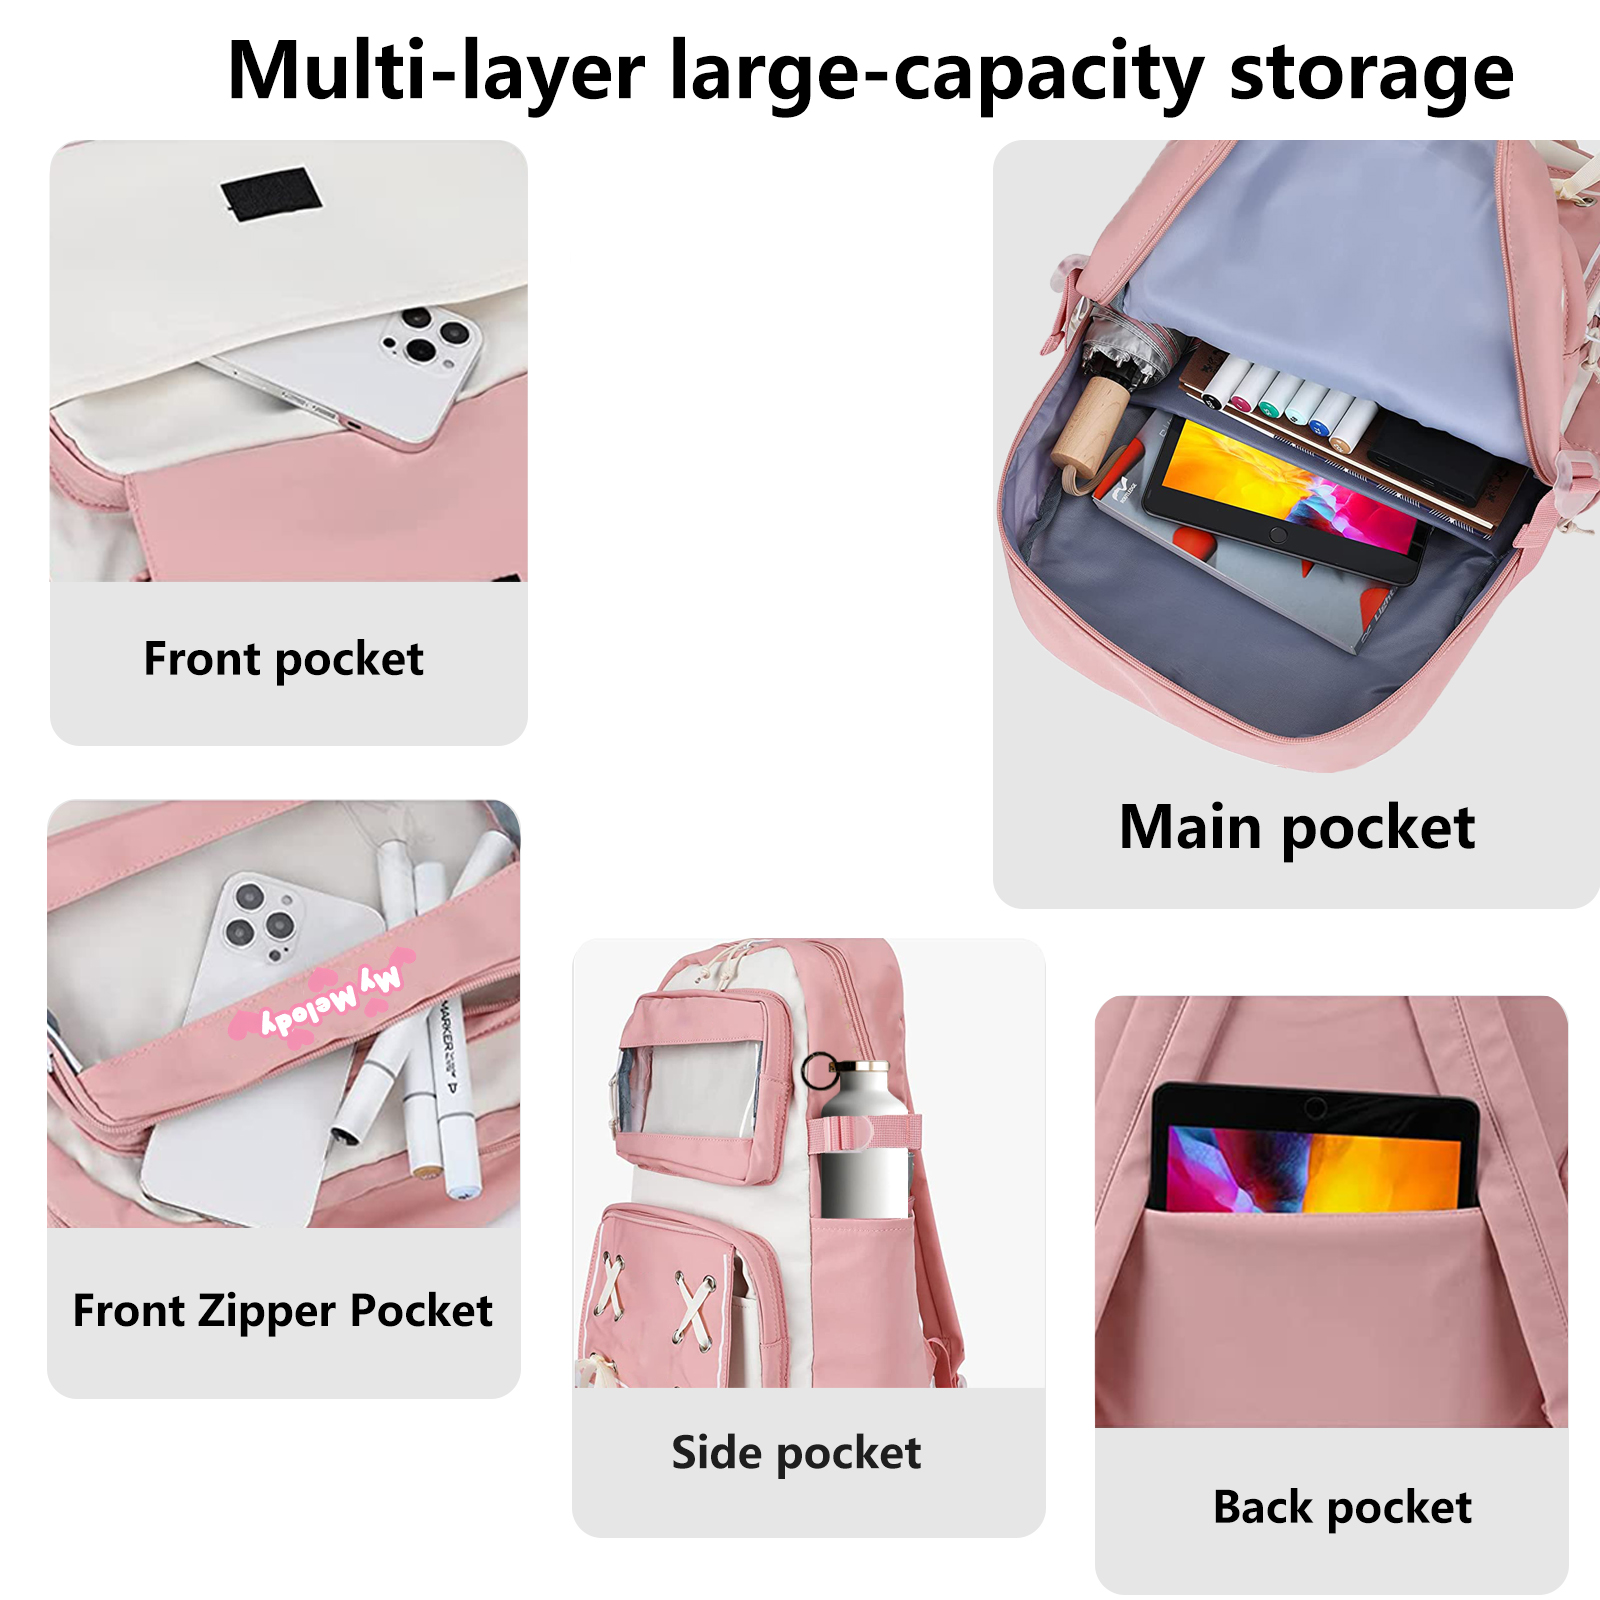 Multi-layer large-capacity storage
Front pocket
Main pocket
My Melody
MARKER
Front Zipper Pocket
Side pocket
Back pocket